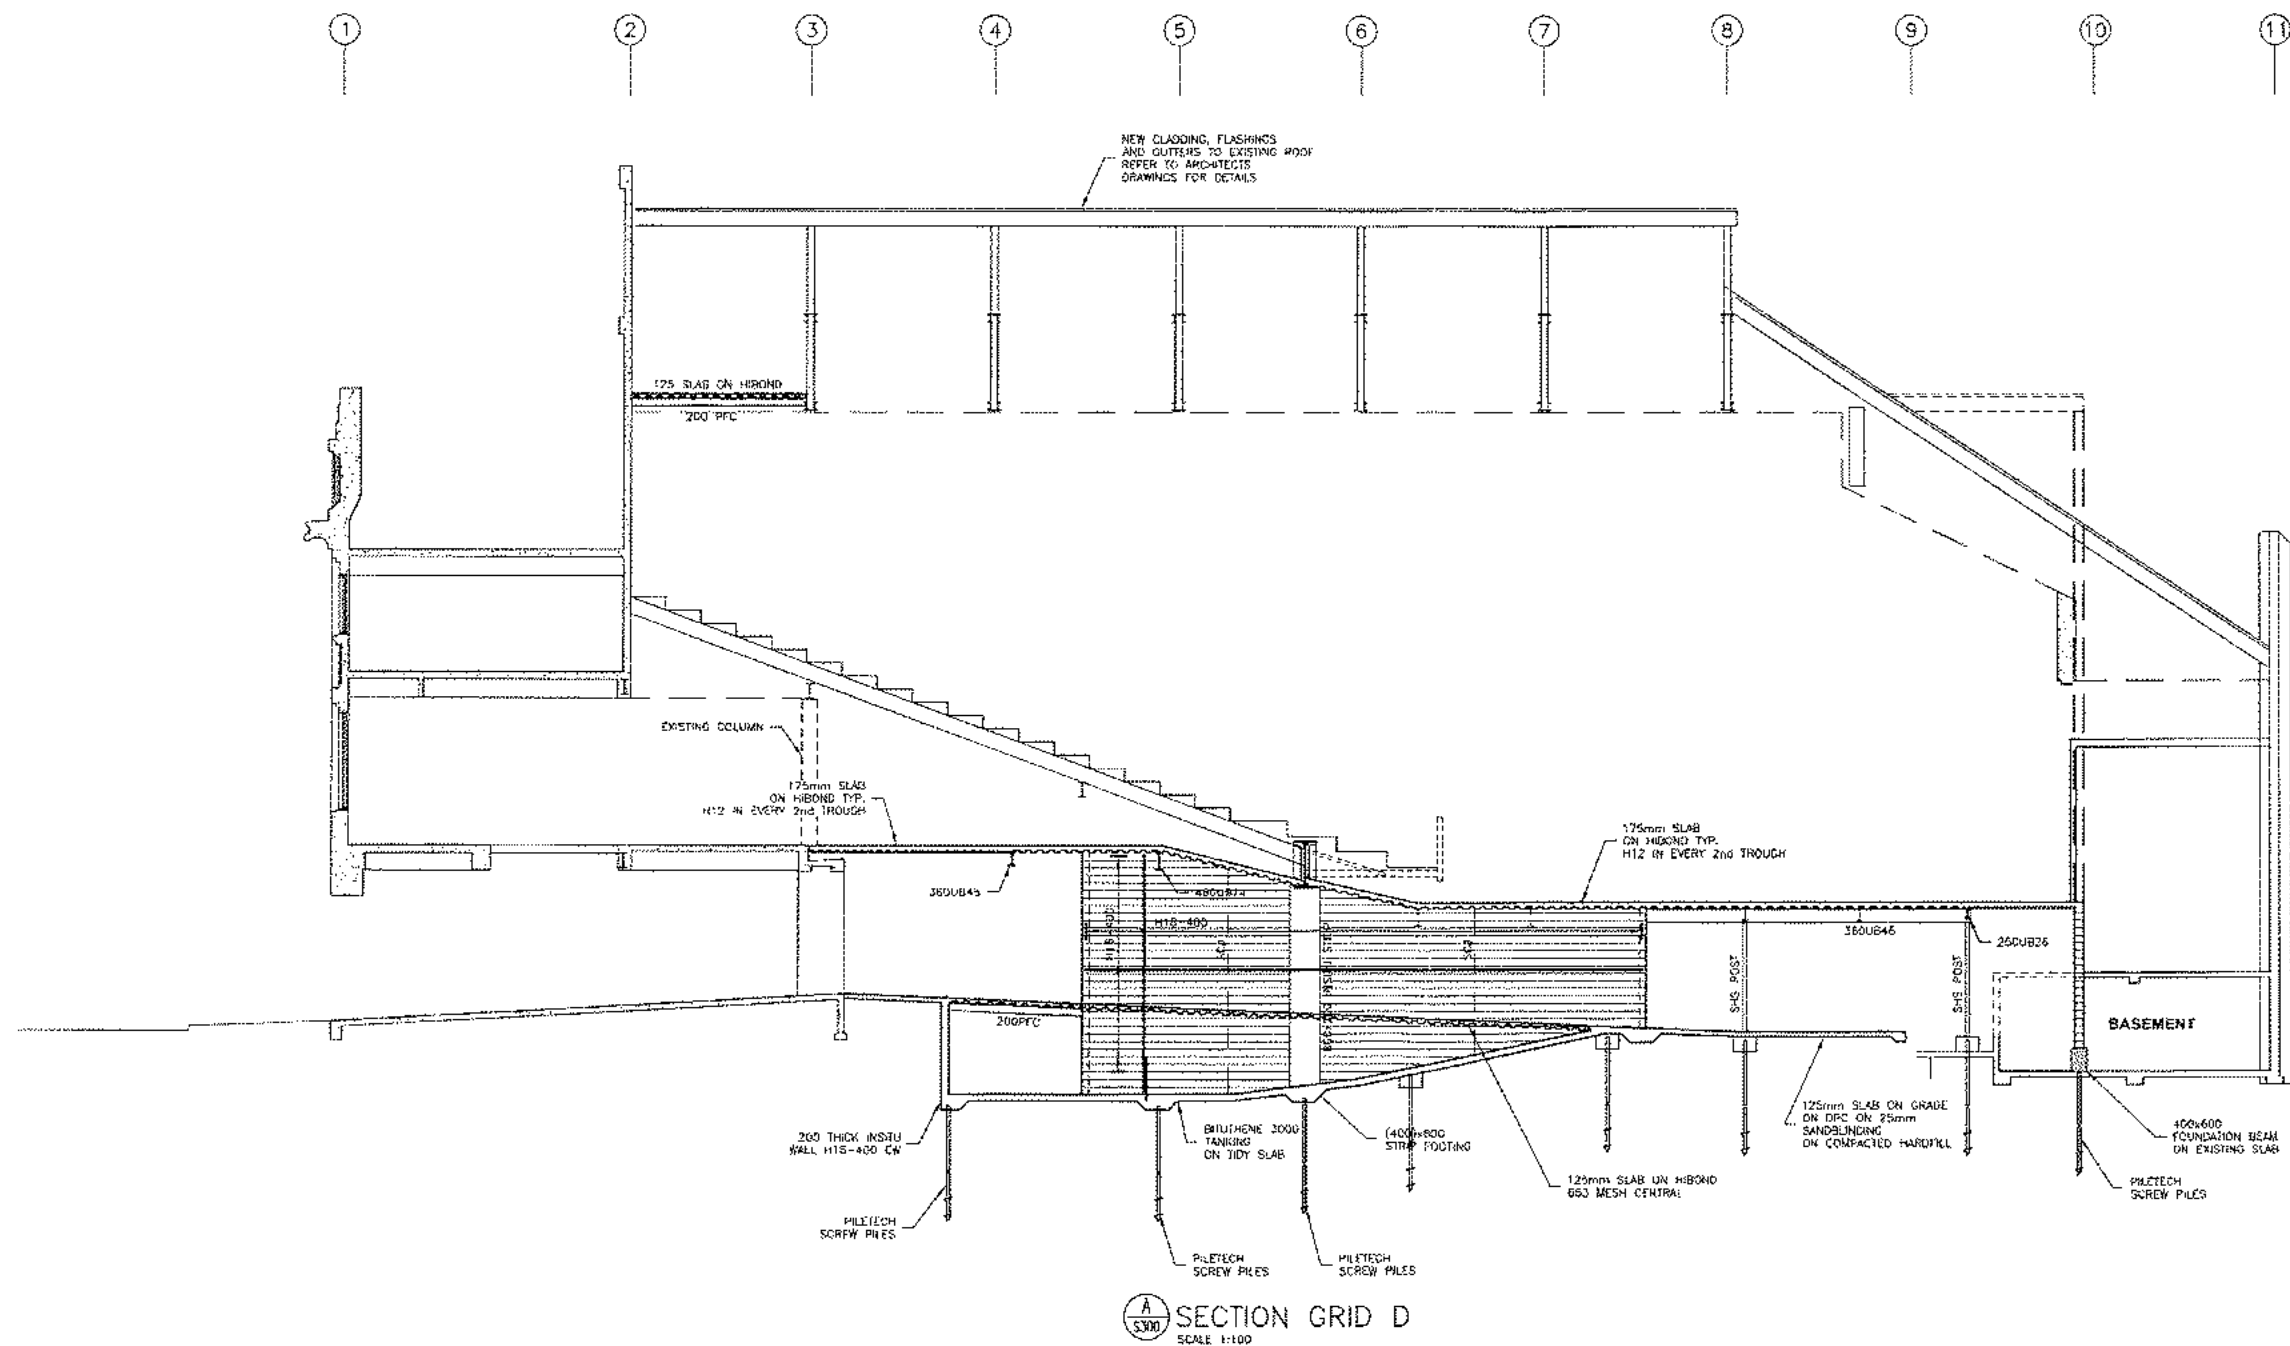 1 2 3 4 5 6 7 8 9 10 11
NEW CLADDING, FLASHINGS
AND GUTTERS TO EXISTING ROOF
REFER TO ARCHITECTS
DRAWINGS FOR DETAILS
125 SLAB ON HIBOND
200 PFC
EXISTING COLUMN
175mm SLAB
ON HIBOND TYP.
H12 IN EVERY 2nd TROUGH
175mm SLAB
ON HIBOND TYP.
H12 IN EVERY 2nd TROUGH
360UB45
H16-400
H16-400
360UB45
250UB26
SHS POST
SHS POST
200PFC
BASEMENT
200 THICK INSITU
WALL H16-400 EW
BITUTHENE 3000
TANKING
ON TIDY SLAB
(400)x800
STRIP FOOTING
125mm SLAB ON GRADE
ON DPC ON 25mm
SANDBLINDING
ON COMPACTED HARDFILL
400x600
FOUNDATION BEAM
ON EXISTING SLAB
125mm SLAB ON HIBOND
663 MESH CENTRAL
PILETECH
SCREW PILES
PILETECH
SCREW PILES
PILETECH
SCREW PILES
PILETECH
SCREW PILES
A
S300
SECTION GRID D
SCALE 1:100